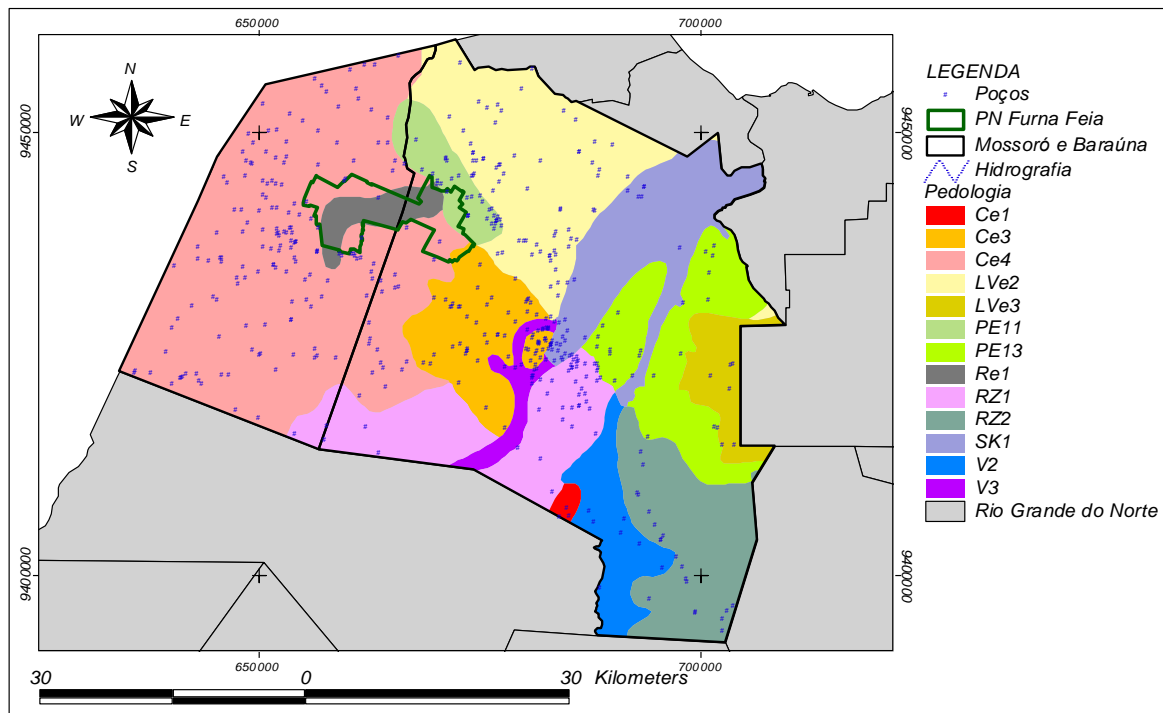 650000
700000
N
W
E
S
9450000
9450000
9400000
9400000
650000
700000
30
0
30
Kilometers
LEGENDA
Poços
PN Furna Feia
Mossoró e Baraúna
Hidrografia
Pedologia
Ce1
Ce3
Ce4
LVe2
LVe3
PE11
PE13
Re1
RZ1
RZ2
SK1
V2
V3
Rio Grande do Norte